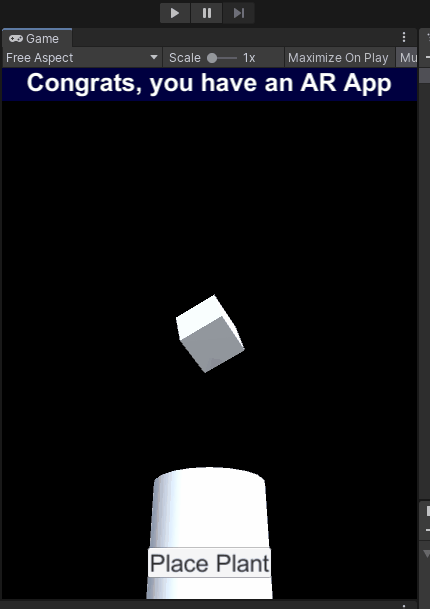 Game
Free Aspect Scale 1x Maximize On Play Mu
Congrats, you have an AR App
Place Plant